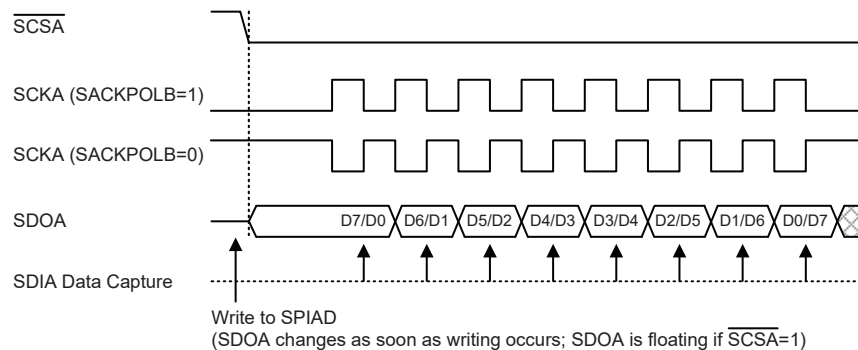 SCSA
SCKA (SACKPOLB=1)
SCKA (SACKPOLB=0)
SDOA D7/D0 D6/D1 D5/D2 D4/D3 D3/D4 D2/D5 D1/D6 D0/D7
SDIA Data Capture
Write to SPIAD
(SDOA changes as soon as writing occurs; SDOA is floating if SCSA=1)